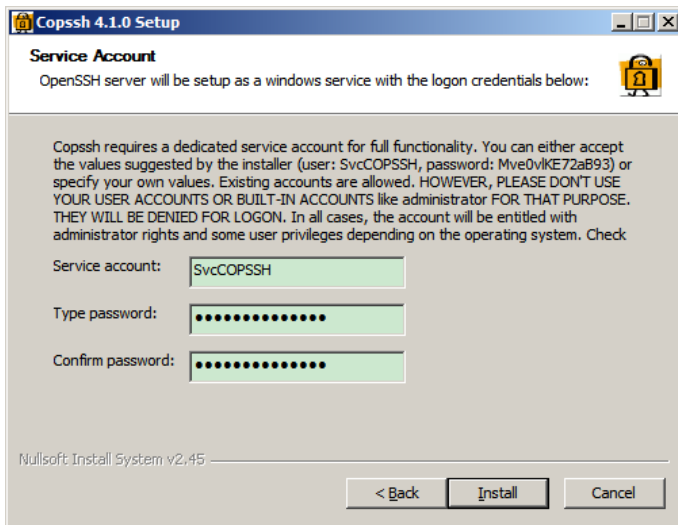 Copssh 4.1.0 Setup
Service Account
OpenSSH server will be setup as a windows service with the logon credentials below:
Copssh requires a dedicated service account for full functionality. You can either accept
the values suggested by the installer (user: SvcCOPSSH, password: Mve0vlKE72aB93) or
specify your own values. Existing accounts are allowed. HOWEVER, PLEASE DON'T USE
YOUR USER ACCOUNTS OR BUILT-IN ACCOUNTS like administrator FOR THAT PURPOSE.
THEY WILL BE DENIED FOR LOGON. In all cases, the account will be entitled with
administrator rights and some user privileges depending on the operating system. Check
Service account:
SvcCOPSSH
Type password:
●●●●●●●●●●●●●●
Confirm password:
●●●●●●●●●●●●●●
Nullsoft Install System v2.45
< Back
Install
Cancel